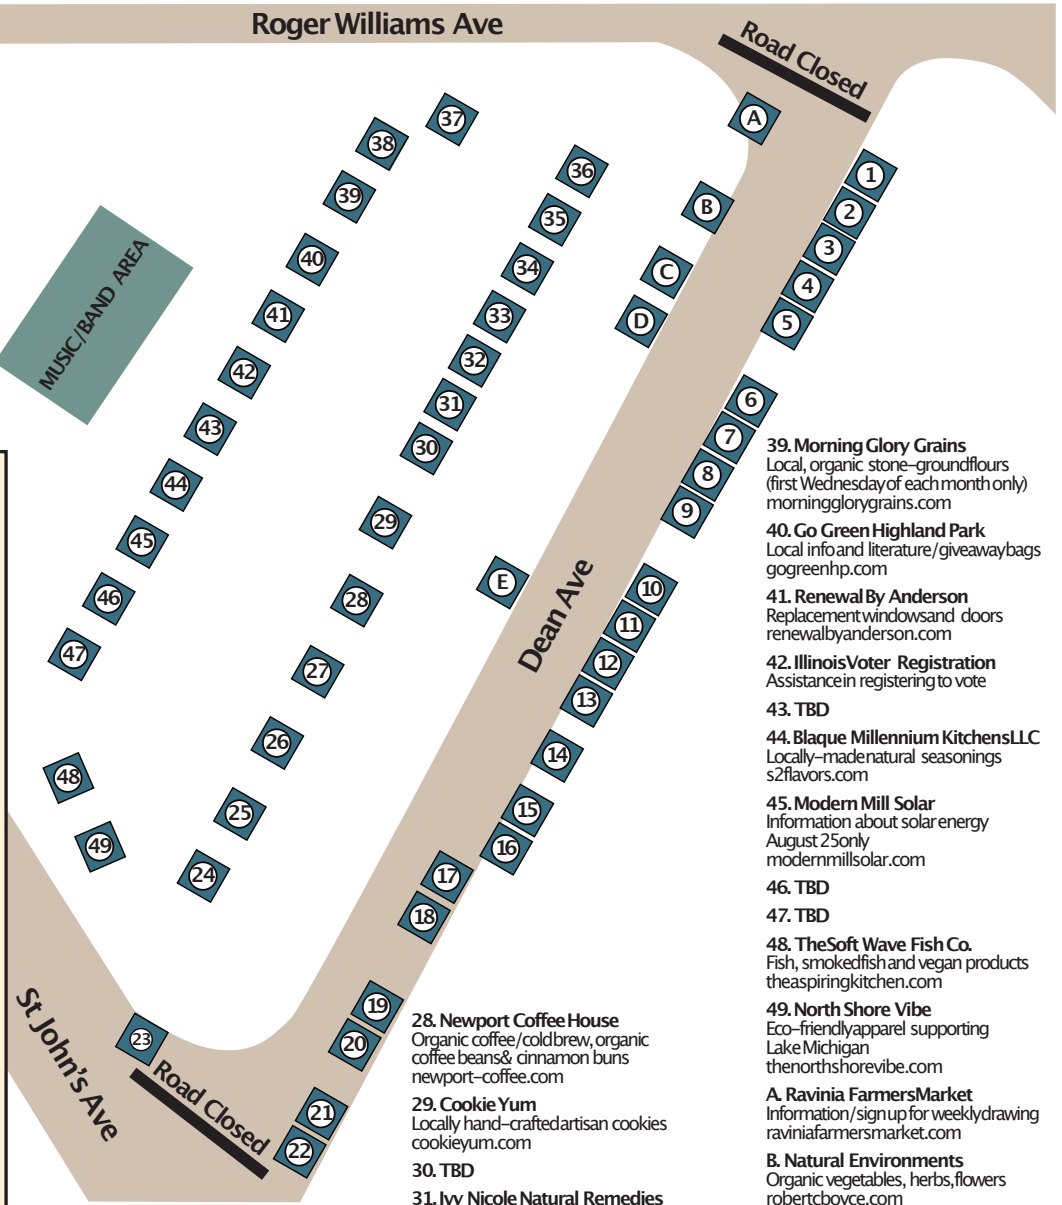 Roger Williams Ave
Road Closed
A
37
38
1
36
39
B
2
35
3
40
34
C
4
41
33
D
5
32
42
31
6
43
30
7
44
8
29
9
45
E
10
28
46
11
47
27
12
13
26
14
48
25
15
49
16
24
17
18
19
23
20
21
22
MUSIC/BAND AREA
Dean Ave
St John's Ave
Road Closed
28. Newport Coffee House
Organic coffee/cold brew, organic
coffee beans & cinnamon buns
newport-coffee.com
29. Cookie Yum
Locally hand-crafted artisan cookies
cookieyum.com
30. TBD
31. Ivy Nicole Natural Remedies
39. Morning Glory Grains
Local, organic stone-ground flours
(first Wednesday of each month only)
morningglorygrains.com
40. Go Green Highland Park
Local info and literature/giveaway bags
gogreenhp.com
41. Renewal By Anderson
Replacement windows and doors
renewalbyanderson.com
42. Illinois Voter Registration
Assistance in registering to vote
43. TBD
44. Blaque Millennium Kitchens LLC
Locally-made natural seasonings
s2flavors.com
45. Modern Mill Solar
Information about solar energy
August 25 only
modernmillsolar.com
46. TBD
47. TBD
48. The Soft Wave Fish Co.
Fish, smoked fish and vegan products
theaspiringkitchen.com
49. North Shore Vibe
Eco-friendly apparel supporting
Lake Michigan
thenorthshorevibe.com
A. Ravinia Farmers Market
Information/sign up for weekly drawing
raviniafarmersmarket.com
B. Natural Environments
Organic vegetables, herbs, flowers
robertcboyce.com